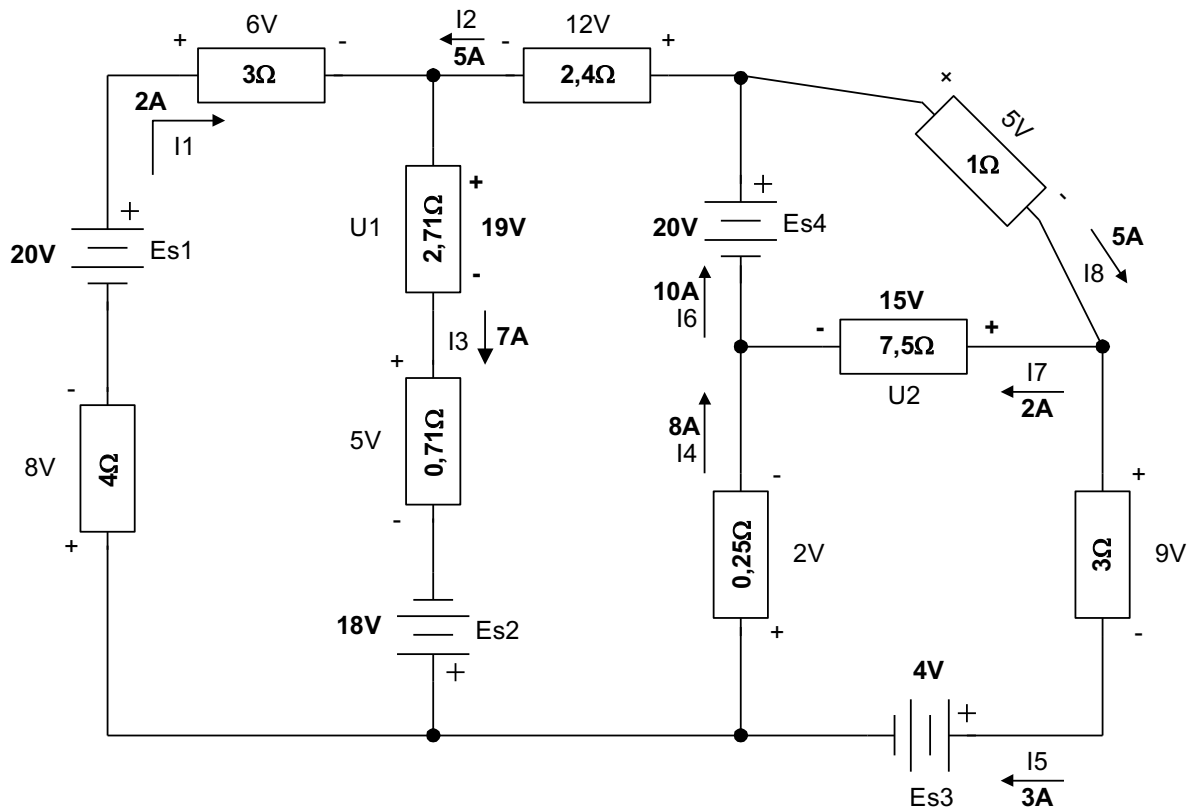 6V
I2
12V
+
-
-
+
3Ω
5A
2,4Ω
×
5V
2A
I1
1Ω
-
+
+
+
U1
2,71Ω
19V
20V
Es4
5A
20V
Es1
-
I8
10A
15V
I6
I3
7A
-
7,5Ω
+
+
U2
I7
-
2A
8A
5V
0,71Ω
I4
8V
4Ω
-
+
-
0,25Ω
2V
3Ω
9V
+
18V
Es2
+
-
+
4V
+
I5
Es3
3A